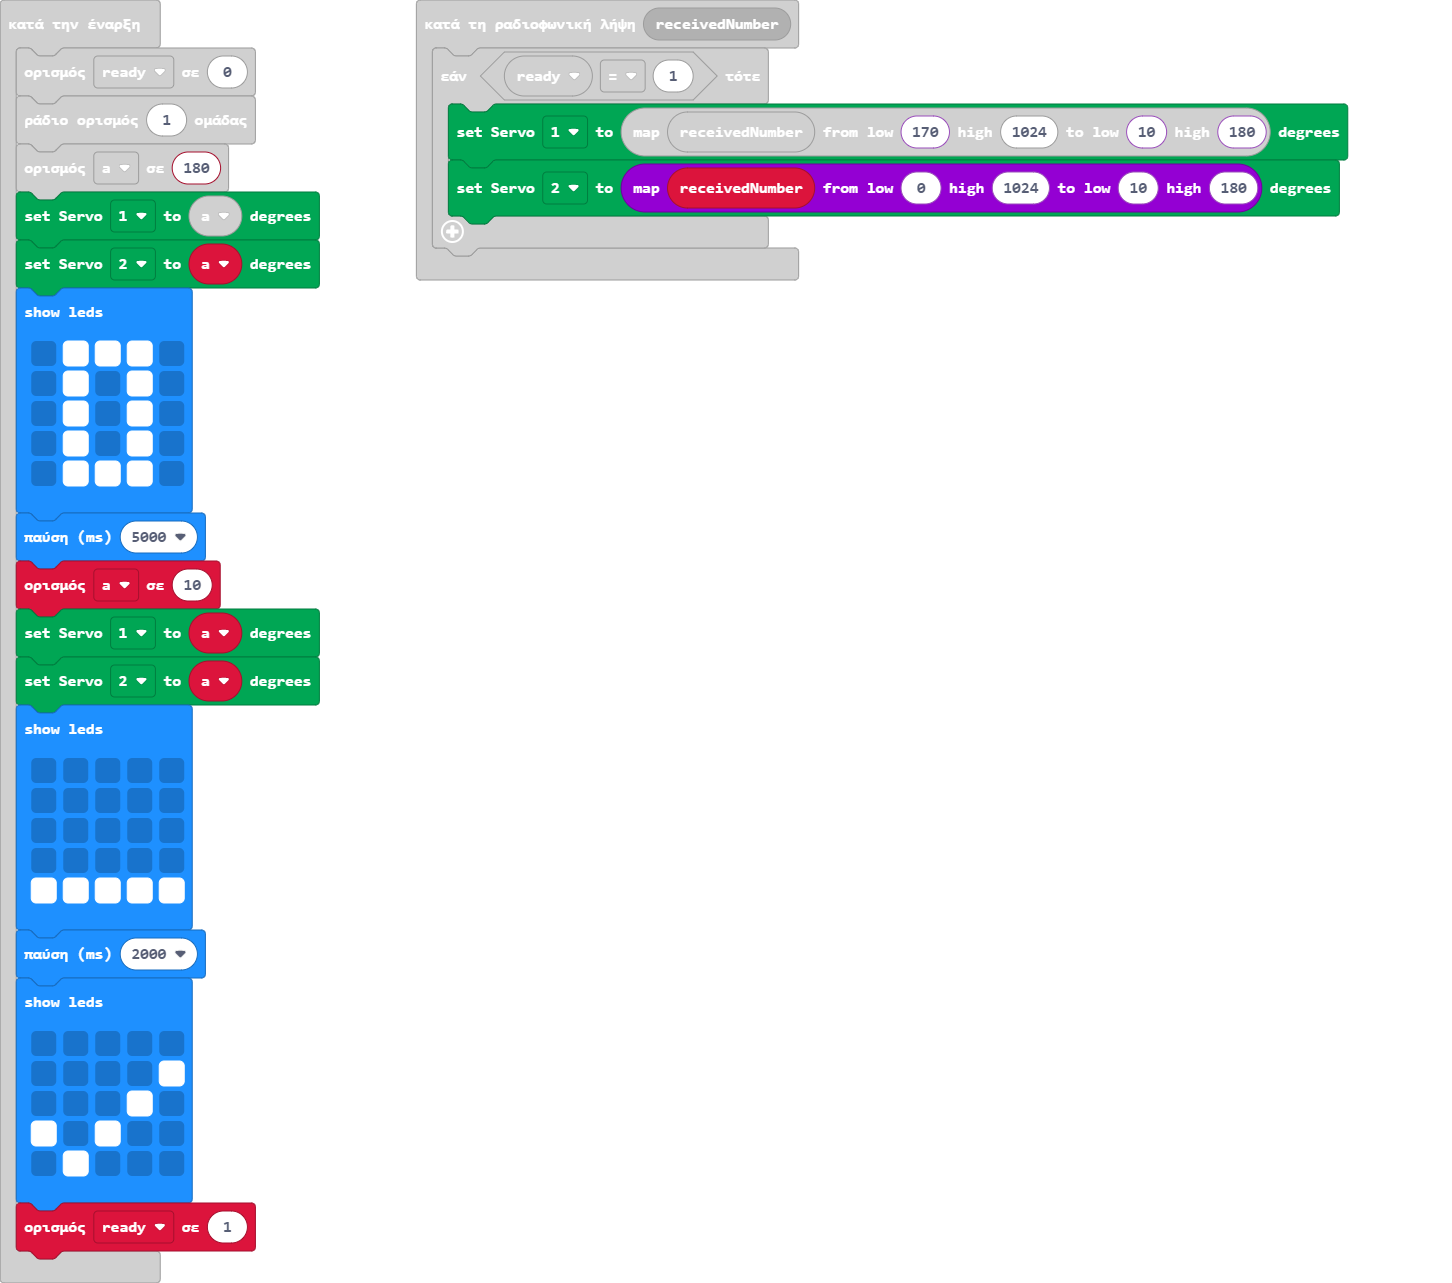 κατά την έναρξη
ορισμός ready σε 0
ράδιο ορισμός 1 ομάδας
ορισμός a σε 180
set Servo 1 to a degrees
set Servo 2 to a degrees
show leds
παύση (ms) 5000
ορισμός a σε 10
set Servo 1 to a degrees
set Servo 2 to a degrees
show leds
παύση (ms) 2000
show leds
ορισμός ready σε 1
κατά τη ραδιοφωνική λήψη receivedNumber
εάν ready = 1 τότε
set Servo 1 to map receivedNumber from low 170 high 1024 to low 10 high 180 degrees
set Servo 2 to map receivedNumber from low 0 high 1024 to low 10 high 180 degrees